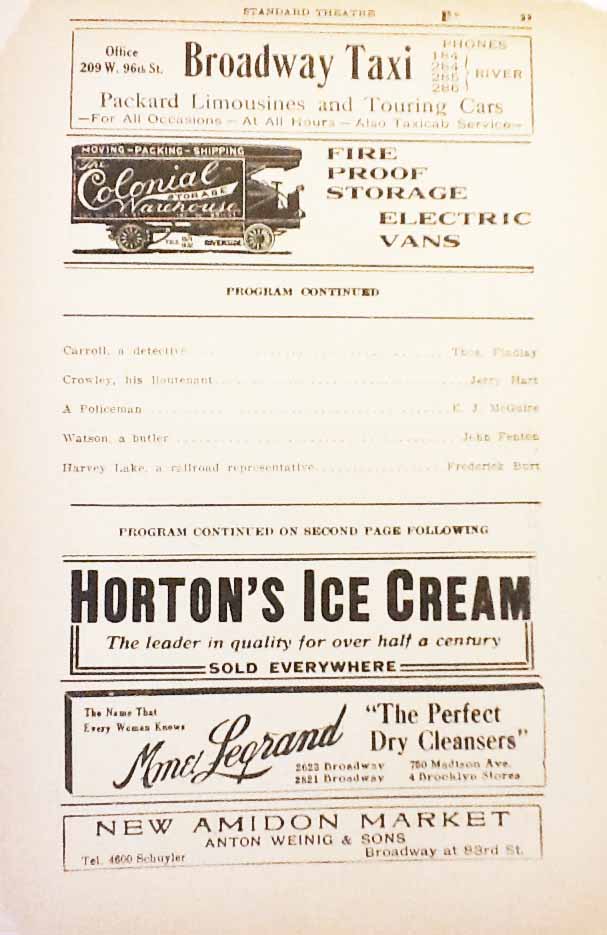 STANDARD THEATRE
Office
209 W. 96th St.
Broadway Taxi
PHONES
184
264
285
286
RIVER
Packard Limousines and Touring Cars
—For All Occasions — At All Hours — Also Taxicab Service—
MOVING-PACKING-SHIPPING
The
Colonial
STORAGE
Warehouse
RIVERSIDE
FIRE
PROOF
STORAGE
ELECTRIC
VANS
PROGRAM CONTINUED
Carroll, a detective Thos. Findlay
Crowley, his lieutenant Jerry Hart
A Policeman E. J. McGuire
Watson, a butler John Fenton
Harvey Lake, a railroad representative Frederick Burt
PROGRAM CONTINUED ON SECOND PAGE FOLLOWING
HORTON'S ICE CREAM
The leader in quality for over half a century
SOLD EVERYWHERE
The Name That
Every Woman Knows
Mme. Legrand
"The Perfect
Dry Cleansers"
2623 Broadway 750 Madison Ave.
2821 Broadway 4 Brooklyn Stores
NEW AMIDON MARKET
ANTON WEINIG & SONS
Tel. 4600 Schuyler Broadway at 83rd St.